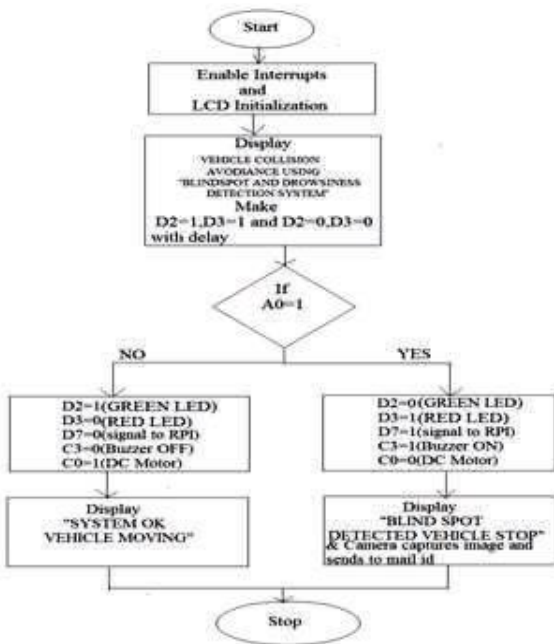 Start
Enable Interrupts
and
LCD Initialization
Display
VEHICLE COLLISION
AVODIANCE USING
"BLINDSPOT AND DROWSINESS
DETECTION SYSTEM"
Make
D2=1,D3=1 and D2=0,D3=0
with delay
If
A0=1
NO
YES
D2=1(GREEN LED)
D3=0(RED LED)
D7=0(signal to RPI)
C3=0(Buzzer OFF)
C0=1(DC Motor)
D2=0(GREEN LED)
D3=1(RED LED)
D7=1(signal to RPI)
C3=1(Buzzer ON)
C0=0(DC Motor)
Display
"SYSTEM OK
VEHICLE MOVING"
Display
"BLIND SPOT
DETECTED VEHICLE STOP"
& Camera captures image and
sends to mail id
Stop